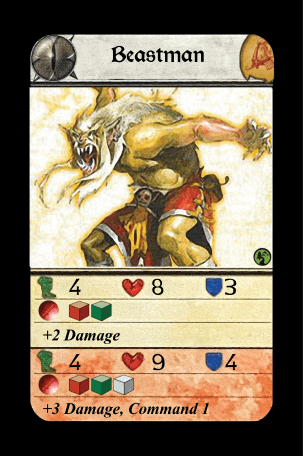 Beastman
4 8 3
+2 Damage
4 9 4
+3 Damage, Command 1